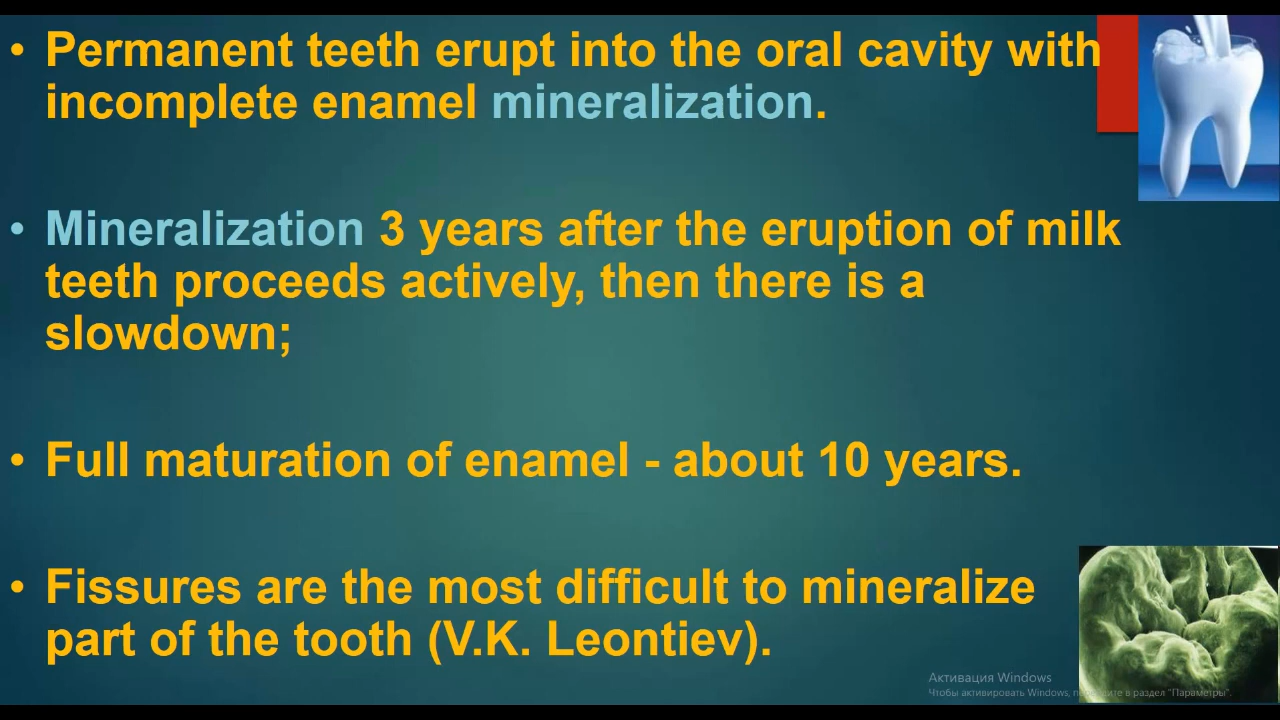 • Permanent teeth erupt into the oral cavity with
incomplete enamel mineralization.
• Mineralization 3 years after the eruption of milk
teeth proceeds actively, then there is a
slowdown;
• Full maturation of enamel - about 10 years.
• Fissures are the most difficult to mineralize
part of the tooth (V.K. Leontiev).
Активация Windows
Чтобы активировать Windows, в раздел "Параметры".